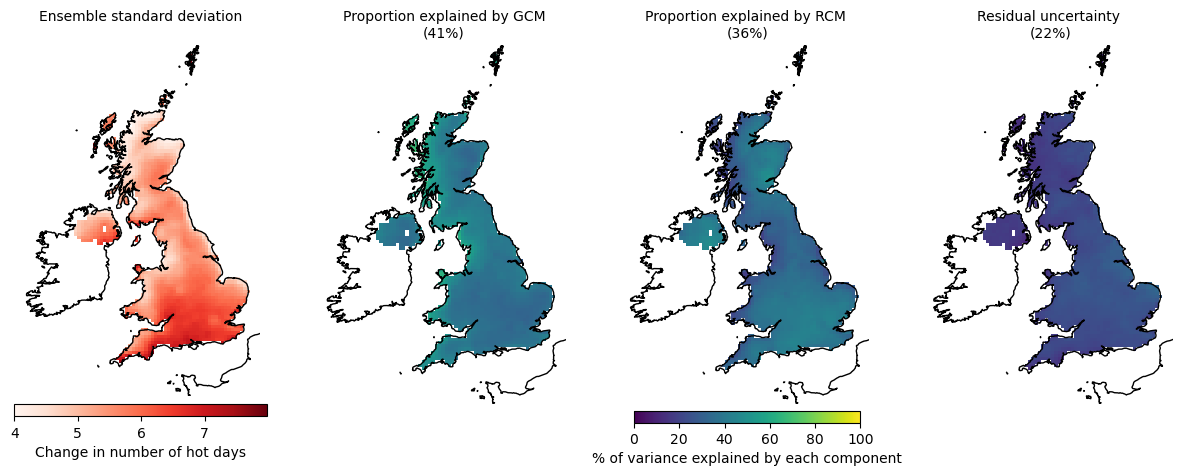 Ensemble standard deviation
Proportion explained by GCM
(41%)
Proportion explained by RCM
(36%)
Residual uncertainty
(22%)
4 5 6 7
Change in number of hot days
0 20 40 60 80 100
% of variance explained by each component